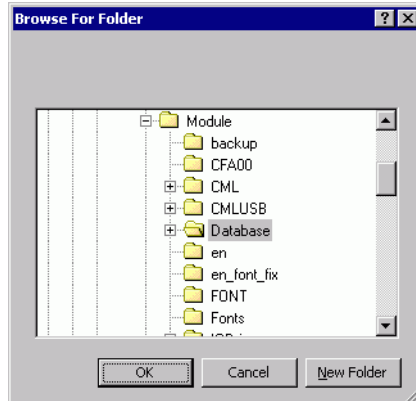 Browse For Folder
Module
backup
CFA00
CML
CMLUSB
Database
en
en_font_fix
FONT
Fonts
OK
Cancel
New Folder